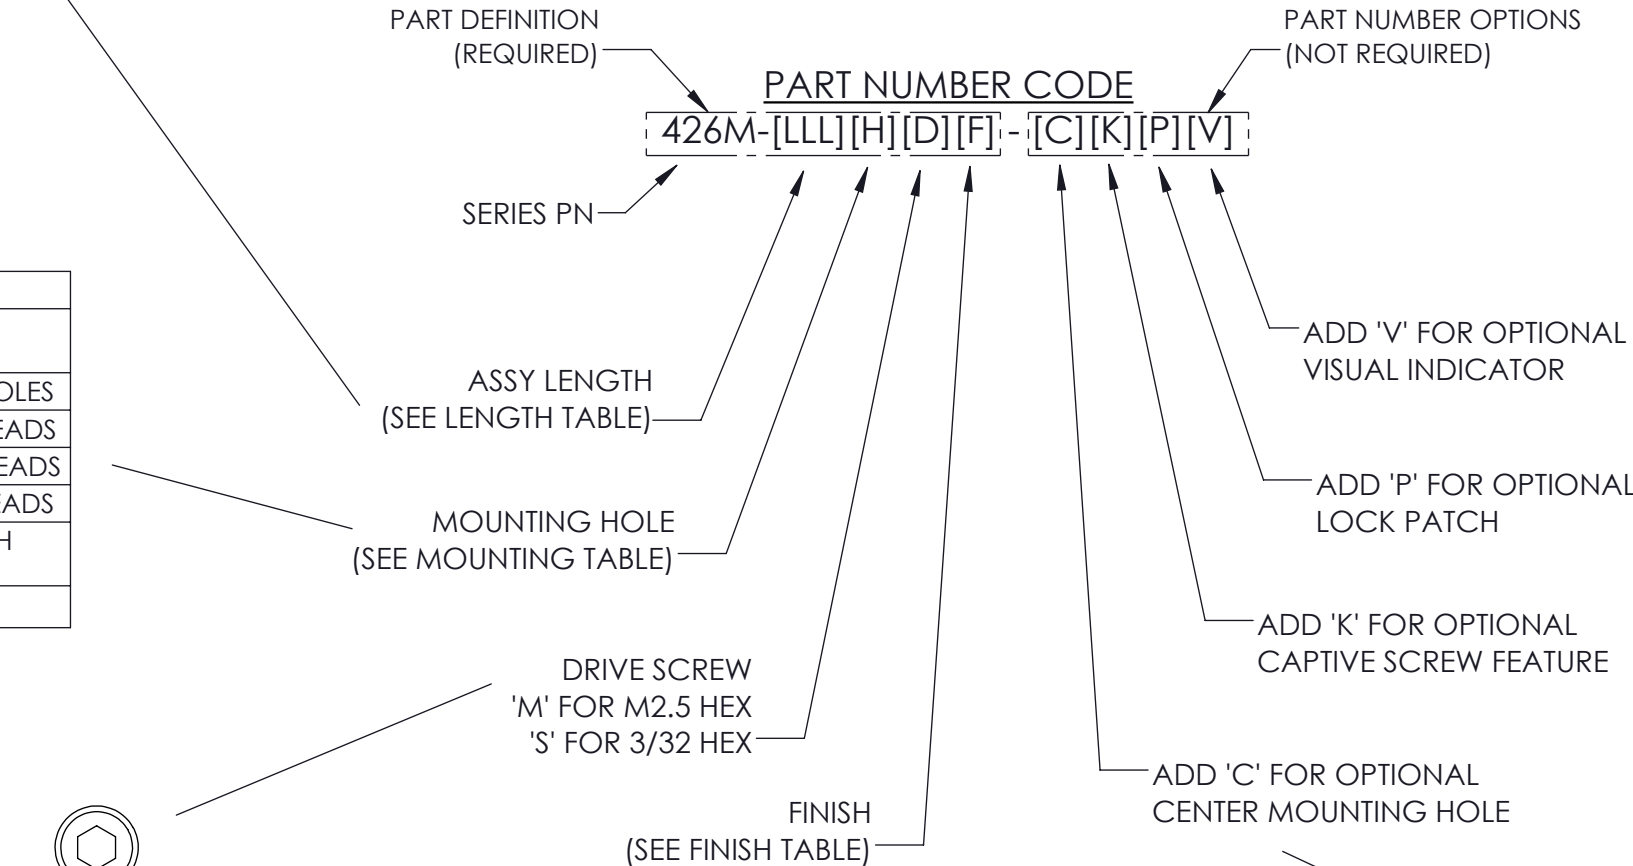 PART DEFINITION
(REQUIRED)
PART NUMBER OPTIONS
(NOT REQUIRED)
PART NUMBER CODE
426M-[LLL][H][D][F] - [C][K][P][V]
SERIES PN
ASSY LENGTH
(SEE LENGTH TABLE)
MOUNTING HOLE
(SEE MOUNTING TABLE)
DRIVE SCREW
'M' FOR M2.5 HEX
'S' FOR 3/32 HEX
FINISH
(SEE FINISH TABLE)
ADD 'V' FOR OPTIONAL
VISUAL INDICATOR
ADD 'P' FOR OPTIONAL
LOCK PATCH
ADD 'K' FOR OPTIONAL
CAPTIVE SCREW FEATURE
ADD 'C' FOR OPTIONAL
CENTER MOUNTING HOLE